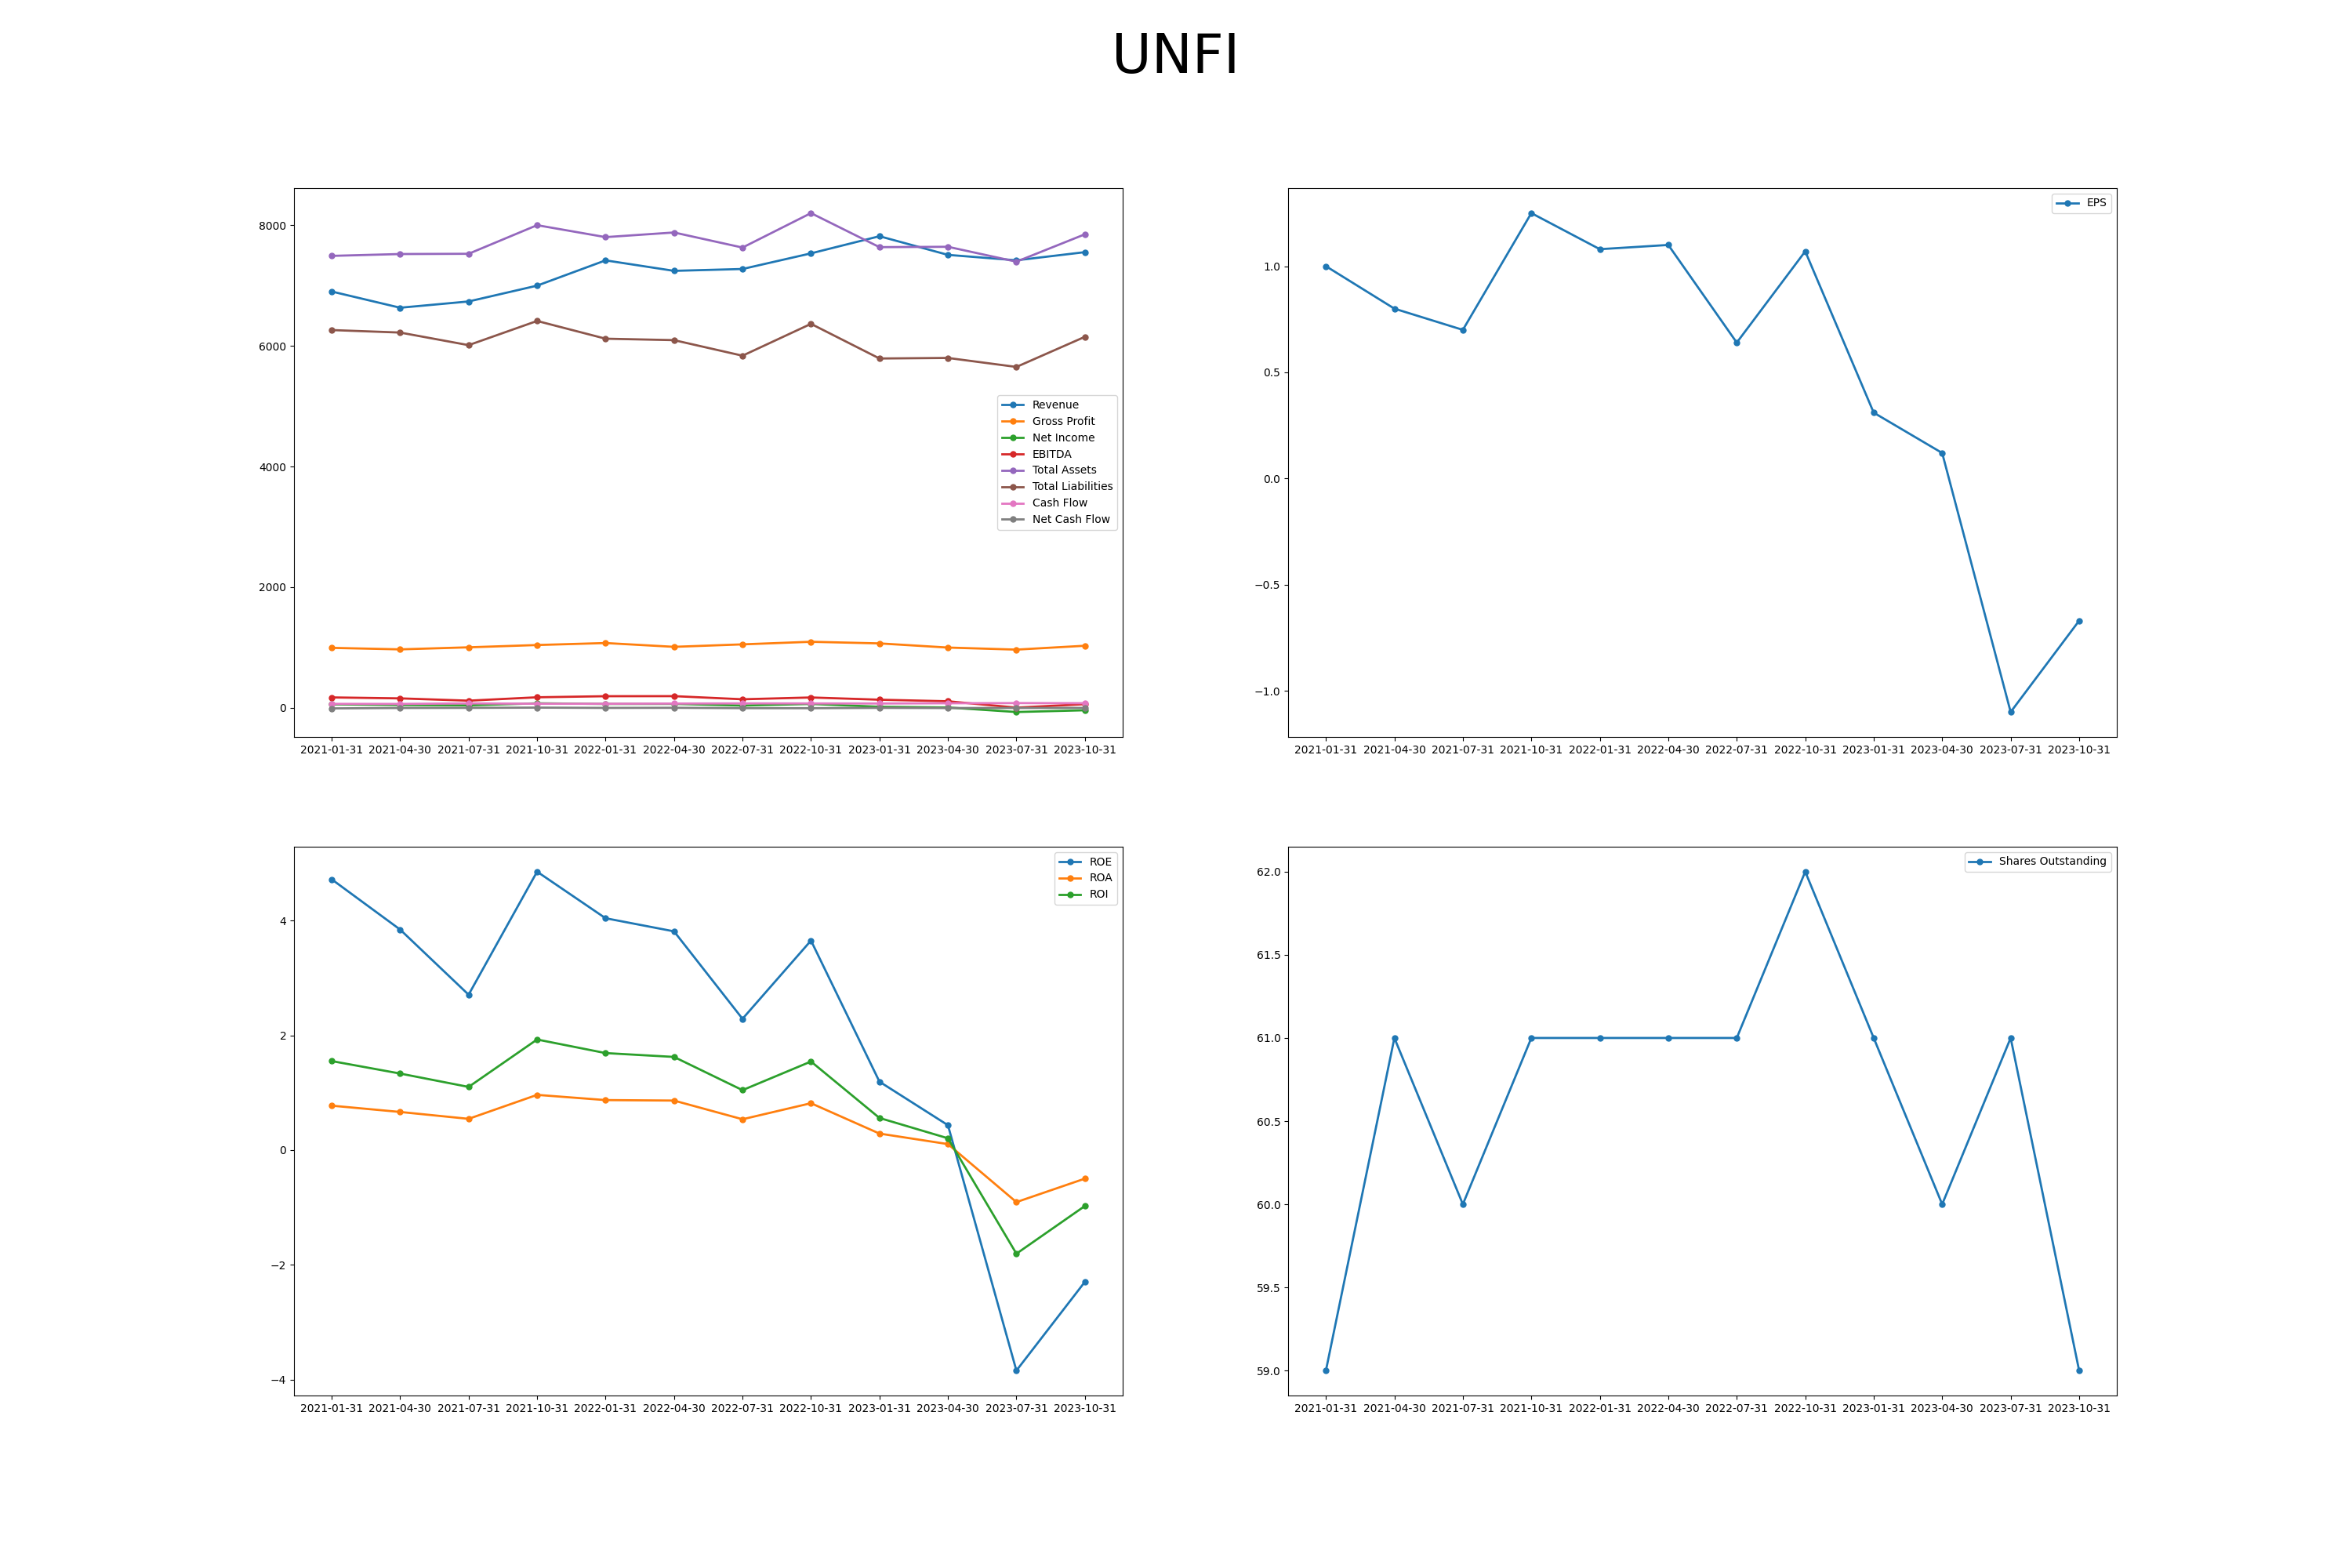 UNFI
8000
6000
4000
2000
0
Revenue
Gross Profit
Net Income
EBITDA
Total Assets
Total Liabilities
Cash Flow
Net Cash Flow
2021-01-31 2021-04-30 2021-07-31 2021-10-31 2022-01-31 2022-04-30 2022-07-31 2022-10-31 2023-01-31 2023-04-30 2023-07-31 2023-10-31
EPS
1.0
0.5
0.0
−0.5
−1.0
2021-01-31 2021-04-30 2021-07-31 2021-10-31 2022-01-31 2022-04-30 2022-07-31 2022-10-31 2023-01-31 2023-04-30 2023-07-31 2023-10-31
ROE
ROA
ROI
4
2
0
−2
−4
2021-01-31 2021-04-30 2021-07-31 2021-10-31 2022-01-31 2022-04-30 2022-07-31 2022-10-31 2023-01-31 2023-04-30 2023-07-31 2023-10-31
Shares Outstanding
62.0
61.5
61.0
60.5
60.0
59.5
59.0
2021-01-31 2021-04-30 2021-07-31 2021-10-31 2022-01-31 2022-04-30 2022-07-31 2022-10-31 2023-01-31 2023-04-30 2023-07-31 2023-10-31